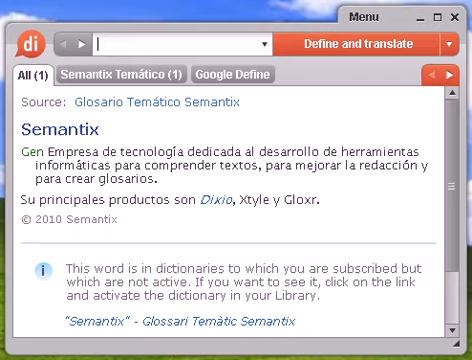 Menu
di
Define and translate
All (1)
Semantix Temático (1)
Google Define
Source: Glosario Temático Semantix
Semantix
Gen Empresa de tecnología dedicada al desarrollo de herramientas
informáticas para comprender textos, para mejorar la redacción y
para crear glosarios.
Su principales productos son Dixio, Xtyle y Gloxr.
© 2010 Semantix
i
This word is in dictionaries to which you are subscribed but
which are not active. If you want to see it, click on the link
and activate the dictionary in your Library.
"Semantix" - Glossari Temàtic Semantix